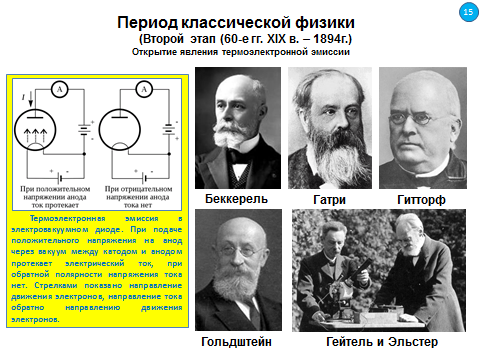 15
Период классической физики
(Второй этап (60-е гг. XIX в. – 1894г.)
Открытие явления термоэлектронной эмиссии
A
A
I
+
-
-
+
+ -
+ -
При положительном
напряжении анода
ток протекает
При отрицательном
напряжении анода
тока нет
Термоэлектронная эмиссия в
электровакуумном диоде. При подаче
положительного напряжения на анод
через вакуум между катодом и анодом
протекает электрический ток, при
обратной полярности напряжения тока
нет. Стрелками показано направление
движения электронов, направление тока
обратно направлению движения
электронов.
Беккерель
Гатри
Гитторф
Гольдштейн
Гейтель и Эльстер